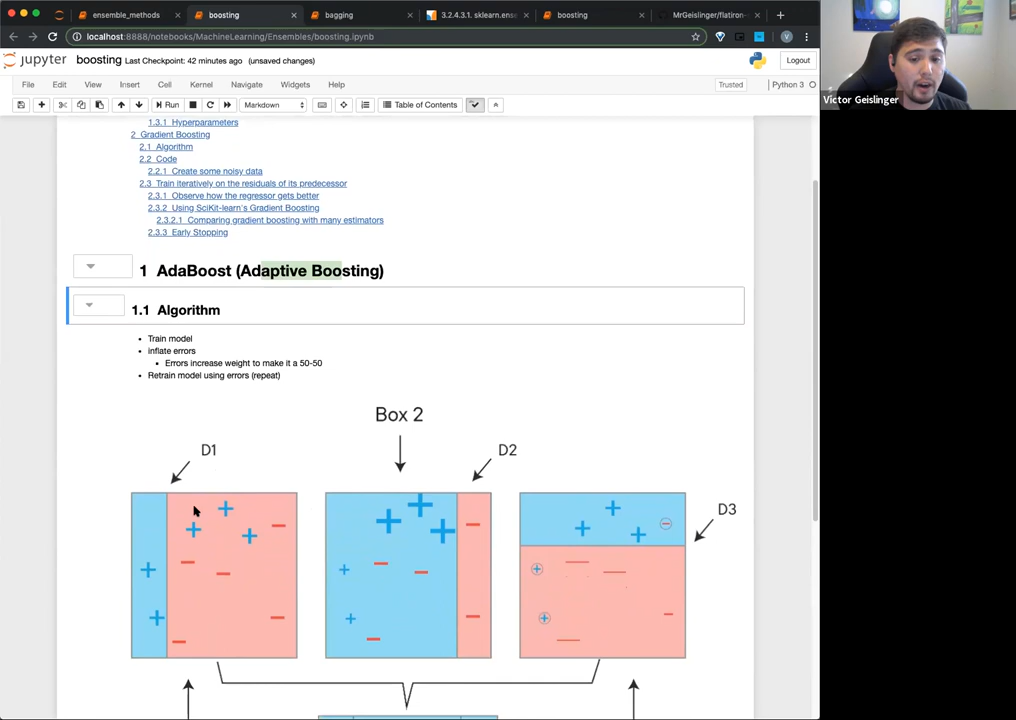 ensemble_methods
boosting
bagging
3.2.4.3.1. sklearn.ens
boosting
MrGeislinger/flatiron-
localhost:8888/notebooks/MachineLearning/Ensembles/boosting.ipynb
V
jupyter boosting Last Checkpoint: 42 minutes ago (unsaved changes)
Logout
File Edit View Insert Cell Kernel Navigate Widgets Help
Trusted
Python 3
Run
Markdown
Table of Contents
Victor Geislinger
1.3.1 Hyperparameters
2 Gradient Boosting
2.1 Algorithm
2.2 Code
2.2.1 Create some noisy data
2.3 Train iteratively on the residuals of its predecessor
2.3.1 Observe how the regressor gets better
2.3.2 Using SciKit-learn's Gradient Boosting
2.3.2.1 Comparing gradient boosting with many estimators
2.3.3 Early Stopping
1 AdaBoost (Adaptive Boosting)
1.1 Algorithm
Train model
inflate errors
Errors increase weight to make it a 50-50
Retrain model using errors (repeat)
Box 2
D1
D2
D3